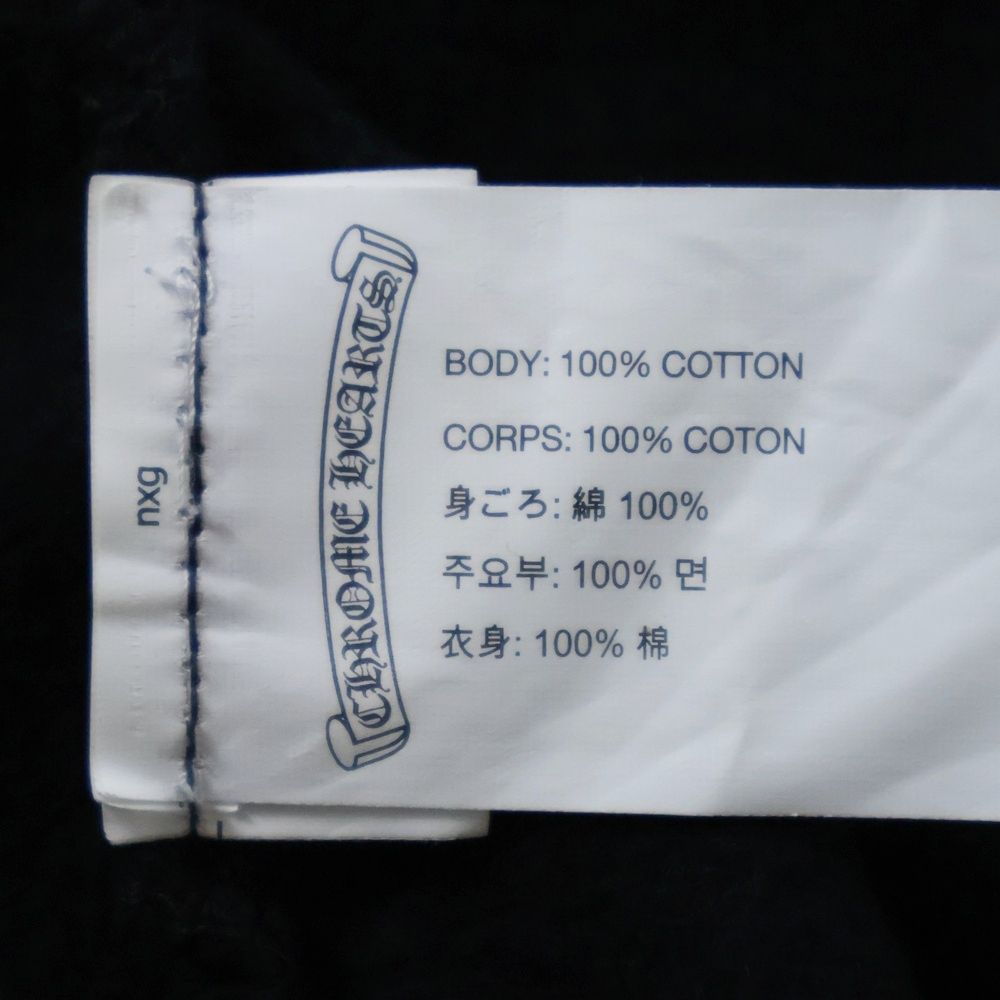 nxg
CHROME HEARTS
BODY: 100% COTTON
CORPS: 100% COTON
身ごろ: 綿 100%
주요부: 100% 면
衣身: 100% 棉